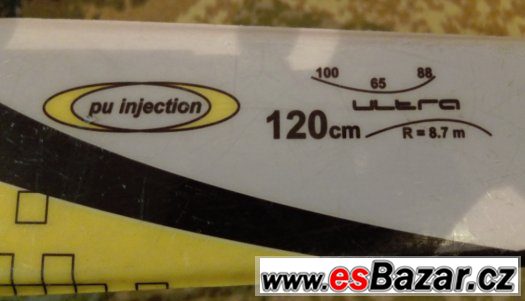 pu injection
100 65 88
ultra
120cm
R = 8.7 m
www.esBazar.cz